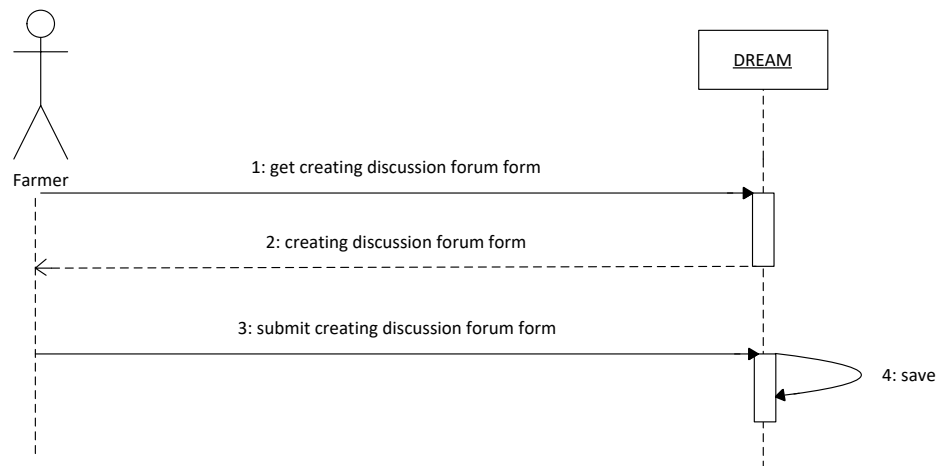 DREAM
Farmer
1: get creating discussion forum form
2: creating discussion forum form
3: submit creating discussion forum form
4: save